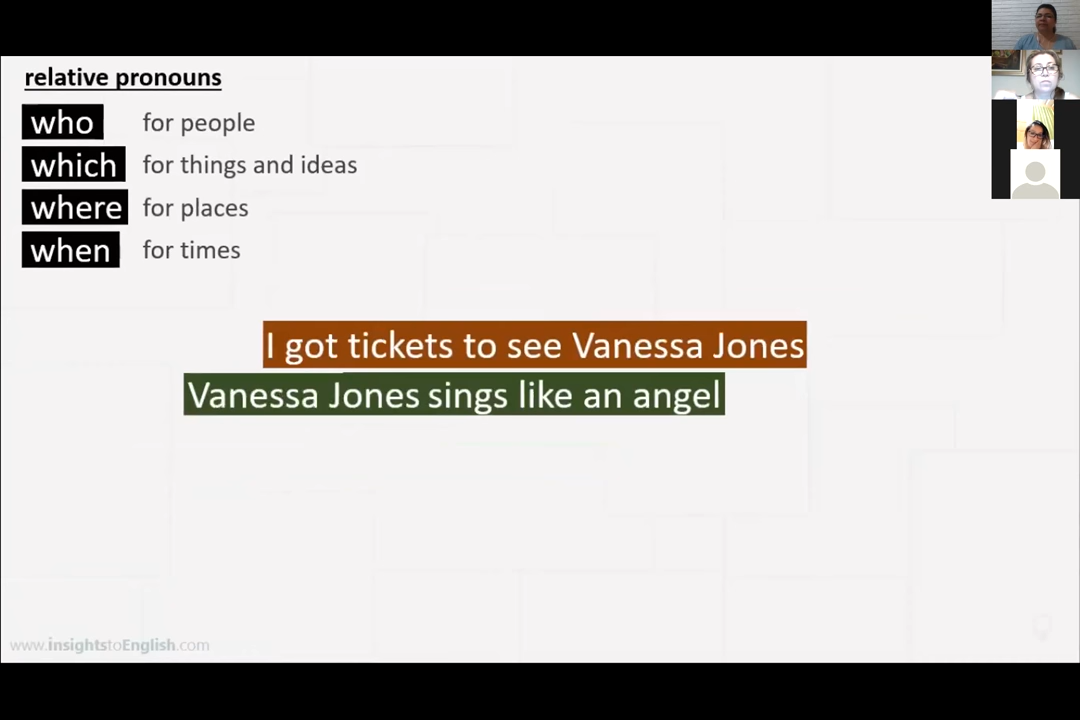 relative pronouns
who for people
which for things and ideas
where for places
when for times
I got tickets to see Vanessa Jones
Vanessa Jones sings like an angel
www.insightstoEnglish.com